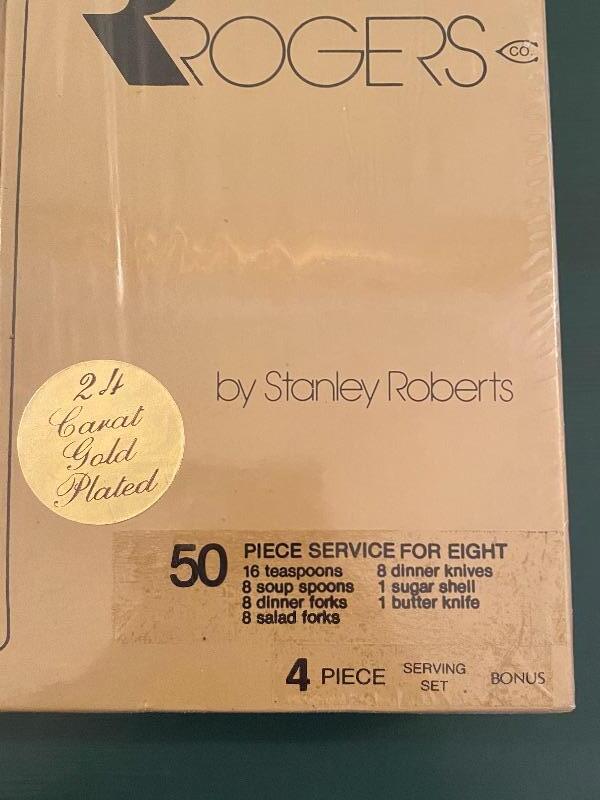 ROGERS CO.
by Stanley Roberts
24
Carat
Gold
Plated
50 PIECE SERVICE FOR EIGHT
16 teaspoons 8 dinner knives
8 soup spoons 1 sugar shell
8 dinner forks 1 butter knife
8 salad forks
4 PIECE SERVING SET BONUS